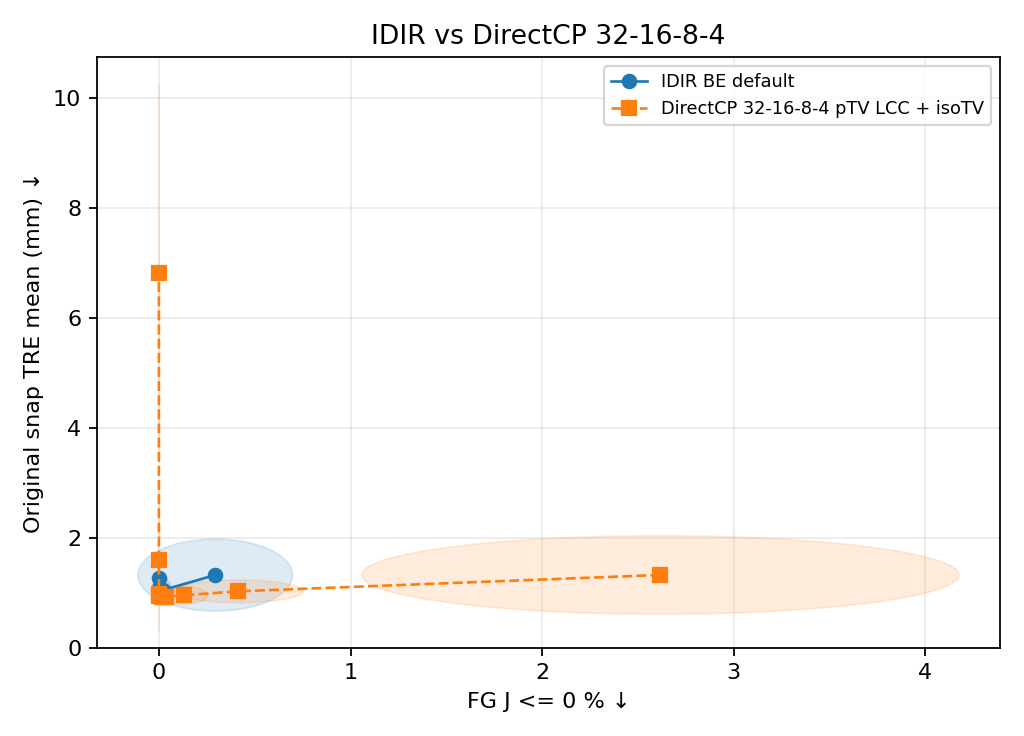 IDIR vs DirectCP 32-16-8-4
IDIR BE default
DirectCP 32-16-8-4 pTV LCC + isoTV
Original snap TRE mean (mm) ↓
10
8
6
4
2
0
0 1 2 3 4
FG J <= 0 % ↓